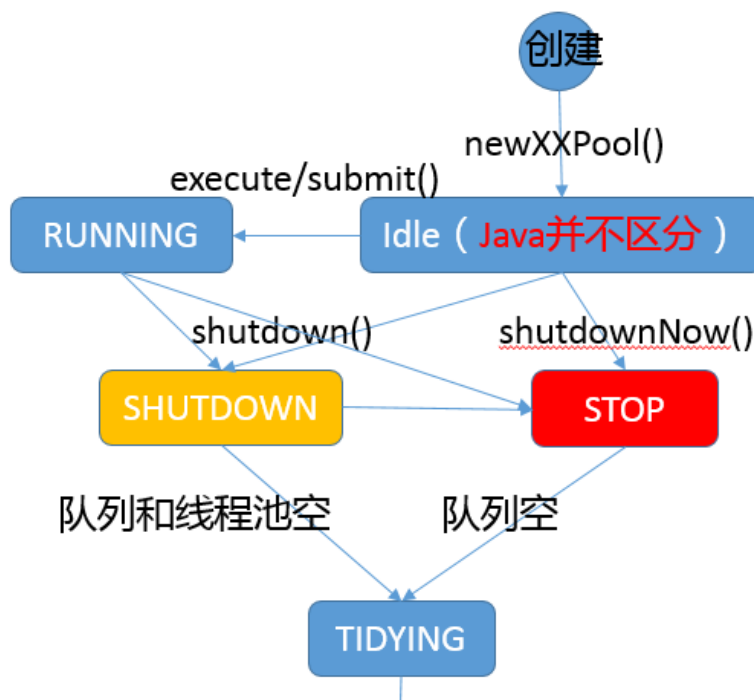 创建
newXXPool()
execute/submit()
RUNNING
Idle（Java并不区分）
shutdown()
shutdownNow()
SHUTDOWN
STOP
队列和线程池空
队列空
TIDYING